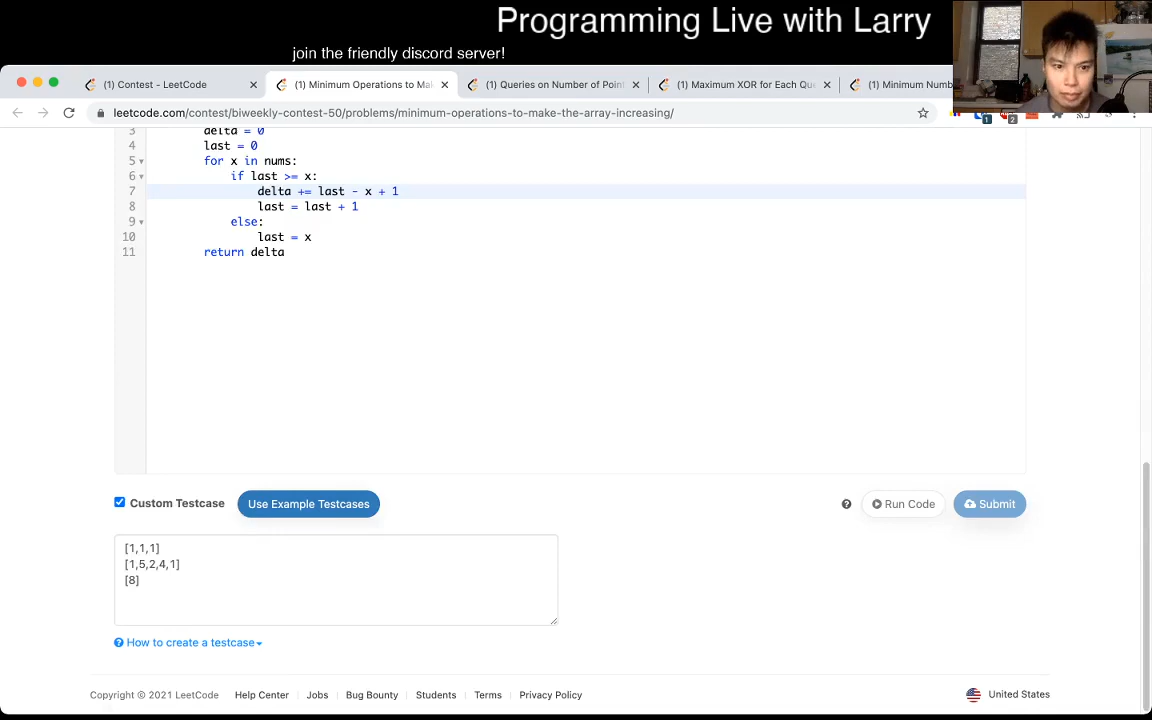 Programming Live with Larry
join the friendly discord server!
(1) Contest - LeetCode
(1) Minimum Operations to Ma
(1) Queries on Number of Poin
(1) Maximum XOR for Each Qu
(1) Minimum Numb
leetcode.com/contest/biweekly-contest-50/problems/minimum-operations-to-make-the-array-increasing/
1
2
3 delta = 0
4 last = 0
5 for x in nums:
6 if last >= x:
7 delta += last - x + 1
8 last = last + 1
9 else:
10 last = x
11 return delta
Custom Testcase
Use Example Testcases
? Run Code
Submit
[1,1,1]
[1,5,2,4,1]
[8]
? How to create a testcase
Copyright © 2021 LeetCode Help Center Jobs Bug Bounty Students Terms Privacy Policy United States